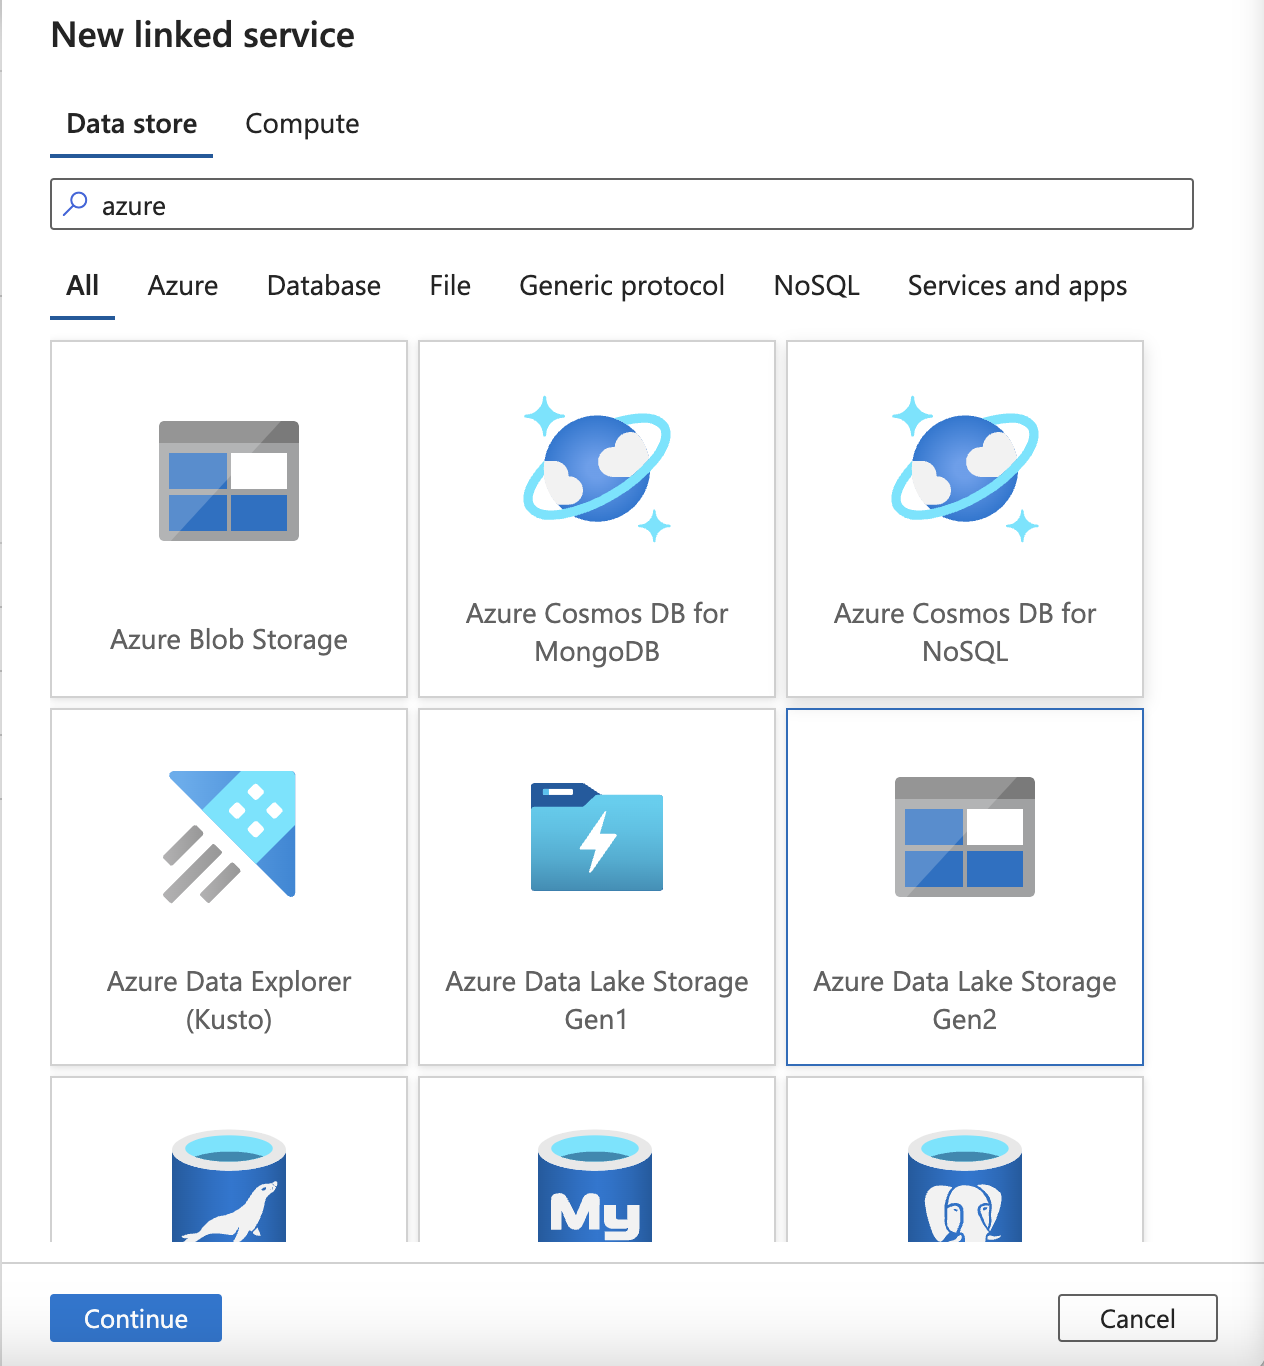 New linked service
Data store
Compute
azure
All
Azure
Database
File
Generic protocol
NoSQL
Services and apps
Azure Blob Storage
Azure Cosmos DB for
MongoDB
Azure Cosmos DB for
NoSQL
Azure Data Explorer
(Kusto)
Azure Data Lake Storage
Gen1
Azure Data Lake Storage
Gen2
My
Continue
Cancel